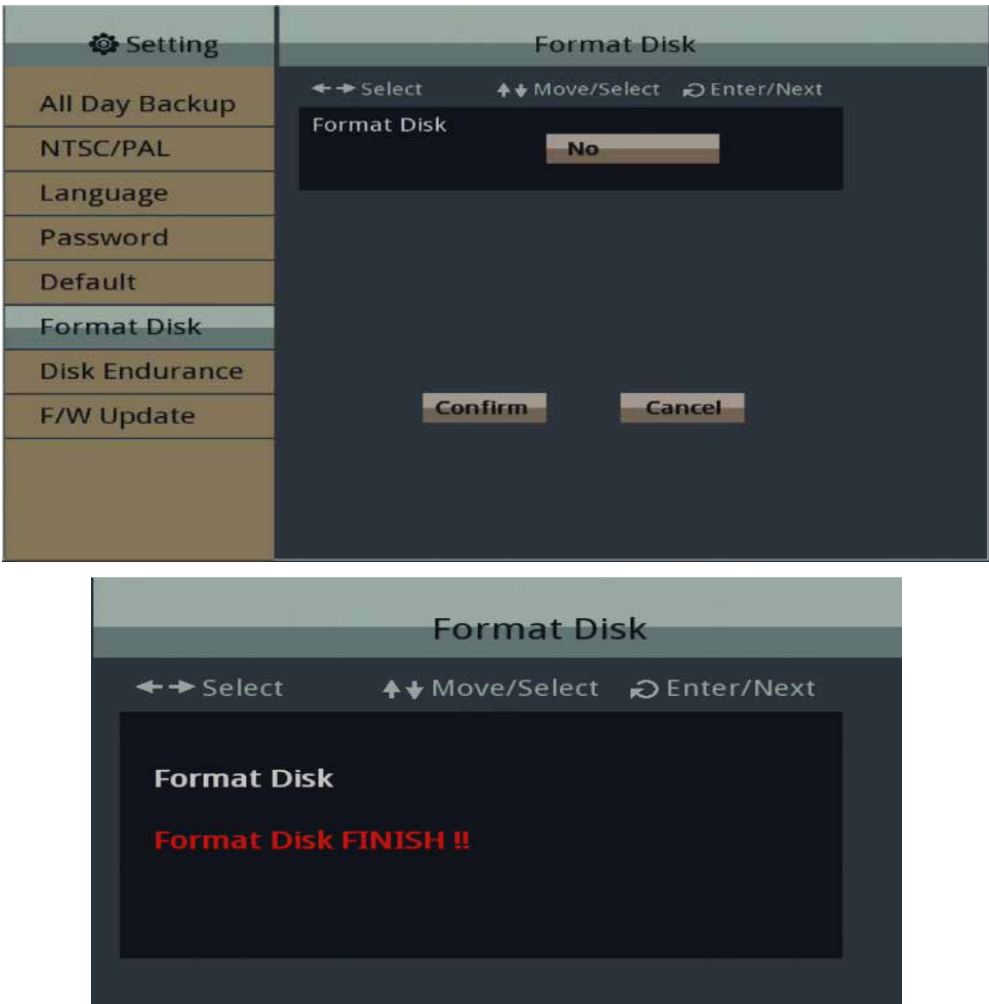 Setting
Format Disk
Select Move/Select Enter/Next
All Day Backup
NTSC/PAL
Language
Password
Default
Format Disk
Disk Endurance
F/W Update
Format Disk
No
Confirm Cancel
Format Disk
Select Move/Select Enter/Next
Format Disk
Format Disk FINISH !!